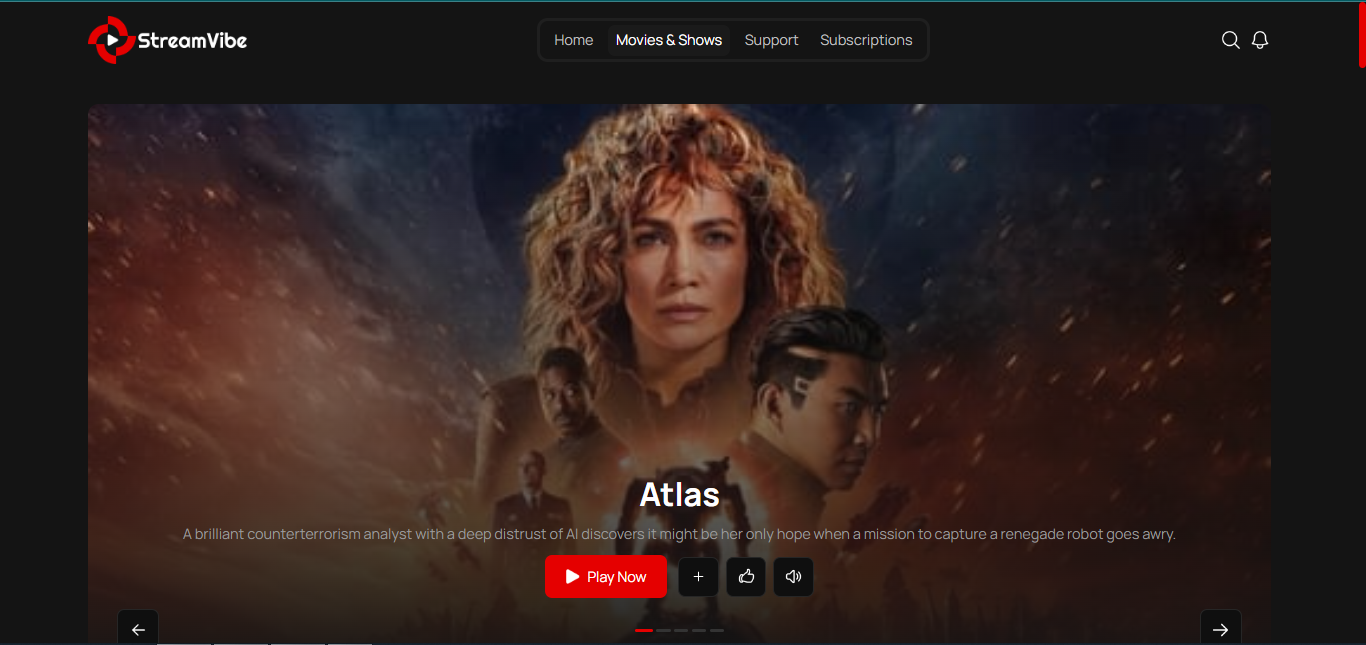 StreamVibe
Home Movies & Shows Support Subscriptions
Atlas
A brilliant counterterrorism analyst with a deep distrust of AI discovers it might be her only hope when a mission to capture a renegade robot goes awry.
Play Now